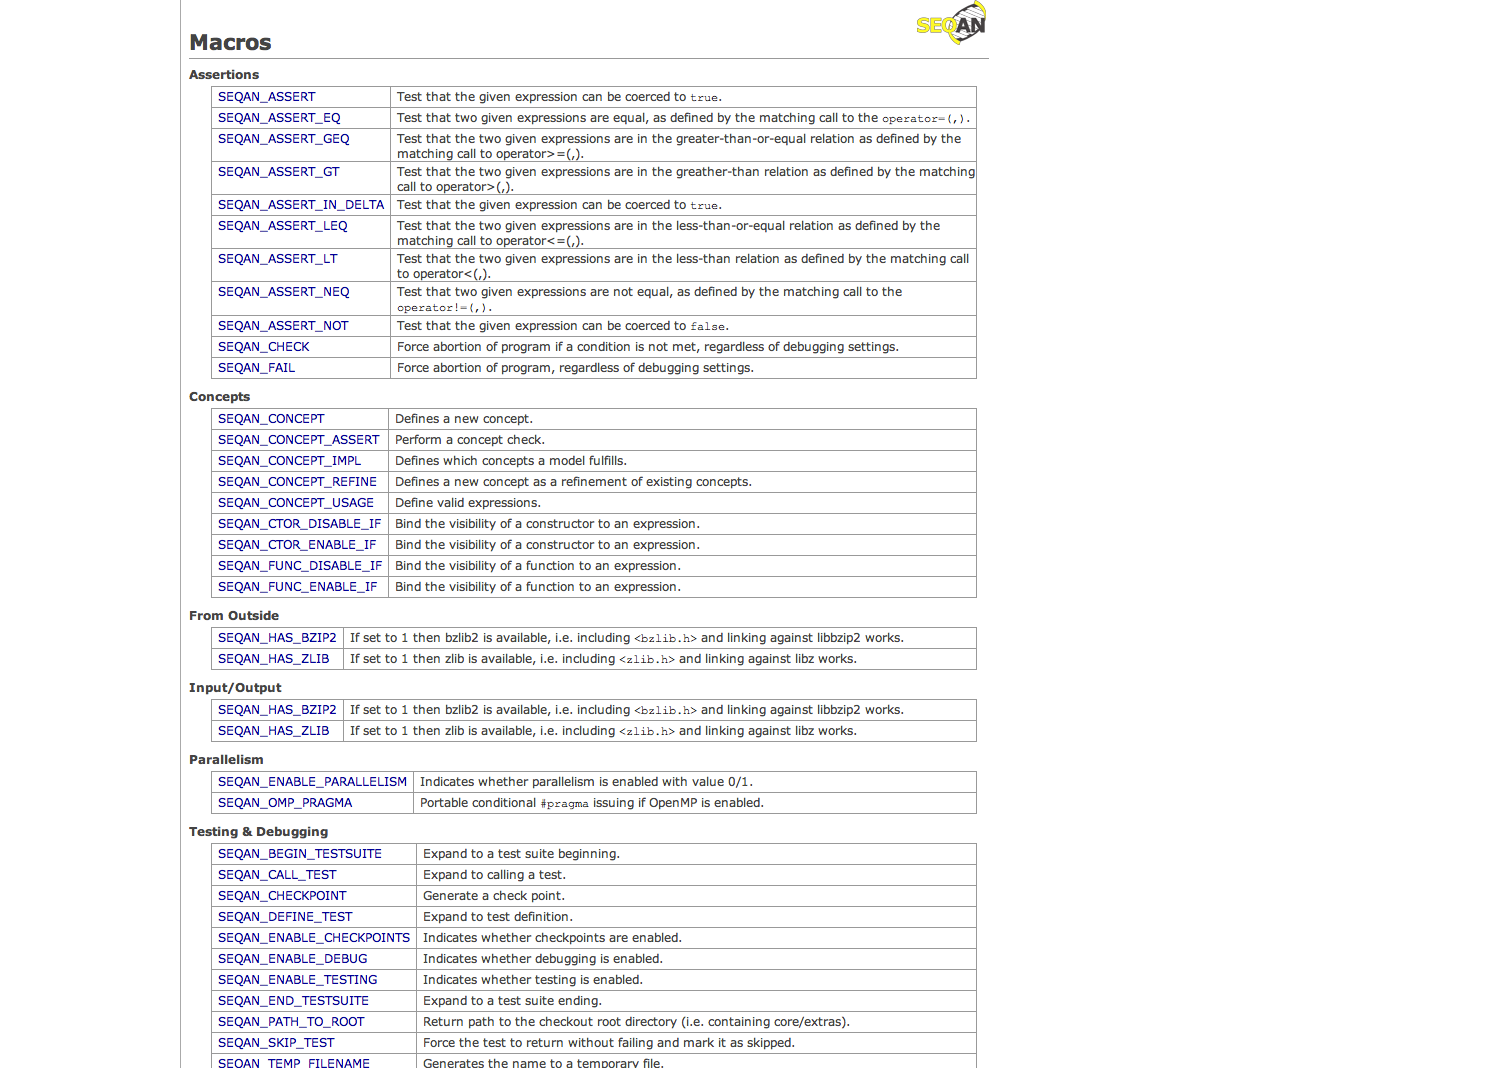 SEQAN
Macros
Assertions
SEQAN_ASSERT Test that the given expression can be coerced to true.
SEQAN_ASSERT_EQ Test that two given expressions are equal, as defined by the matching call to the operator=(,).
SEQAN_ASSERT_GEQ Test that the two given expressions are in the greater-than-or-equal relation as defined by the
matching call to operator>=(,).
SEQAN_ASSERT_GT Test that the two given expressions are in the greather-than relation as defined by the matching
call to operator>(,).
SEQAN_ASSERT_IN_DELTA Test that the given expression can be coerced to true.
SEQAN_ASSERT_LEQ Test that the two given expressions are in the less-than-or-equal relation as defined by the
matching call to operator<=(,).
SEQAN_ASSERT_LT Test that the two given expressions are in the less-than relation as defined by the matching call
to operator<(,).
SEQAN_ASSERT_NEQ Test that two given expressions are not equal, as defined by the matching call to the
operator!=(,).
SEQAN_ASSERT_NOT Test that the given expression can be coerced to false.
SEQAN_CHECK Force abortion of program if a condition is not met, regardless of debugging settings.
SEQAN_FAIL Force abortion of program, regardless of debugging settings.
Concepts
SEQAN_CONCEPT Defines a new concept.
SEQAN_CONCEPT_ASSERT Perform a concept check.
SEQAN_CONCEPT_IMPL Defines which concepts a model fulfills.
SEQAN_CONCEPT_REFINE Defines a new concept as a refinement of existing concepts.
SEQAN_CONCEPT_USAGE Define valid expressions.
SEQAN_CTOR_DISABLE_IF Bind the visibility of a constructor to an expression.
SEQAN_CTOR_ENABLE_IF Bind the visibility of a constructor to an expression.
SEQAN_FUNC_DISABLE_IF Bind the visibility of a function to an expression.
SEQAN_FUNC_ENABLE_IF Bind the visibility of a function to an expression.
From Outside
SEQAN_HAS_BZIP2 If set to 1 then bzlib2 is available, i.e. including <bzlib.h> and linking against libbzip2 works.
SEQAN_HAS_ZLIB If set to 1 then zlib is available, i.e. including <zlib.h> and linking against libz works.
Input/Output
SEQAN_HAS_BZIP2 If set to 1 then bzlib2 is available, i.e. including <bzlib.h> and linking against libbzip2 works.
SEQAN_HAS_ZLIB If set to 1 then zlib is available, i.e. including <zlib.h> and linking against libz works.
Parallelism
SEQAN_ENABLE_PARALLELISM Indicates whether parallelism is enabled with value 0/1.
SEQAN_OMP_PRAGMA Portable conditional #pragma issuing if OpenMP is enabled.
Testing & Debugging
SEQAN_BEGIN_TESTSUITE Expand to a test suite beginning.
SEQAN_CALL_TEST Expand to calling a test.
SEQAN_CHECKPOINT Generate a check point.
SEQAN_DEFINE_TEST Expand to test definition.
SEQAN_ENABLE_CHECKPOINTS Indicates whether checkpoints are enabled.
SEQAN_ENABLE_DEBUG Indicates whether debugging is enabled.
SEQAN_ENABLE_TESTING Indicates whether testing is enabled.
SEQAN_END_TESTSUITE Expand to a test suite ending.
SEQAN_PATH_TO_ROOT Return path to the checkout root directory (i.e. containing core/extras).
SEQAN_SKIP_TEST Force the test to return without failing and mark it as skipped.
SEQAN_TEMP_FILENAME Generates the name to a temporary file.